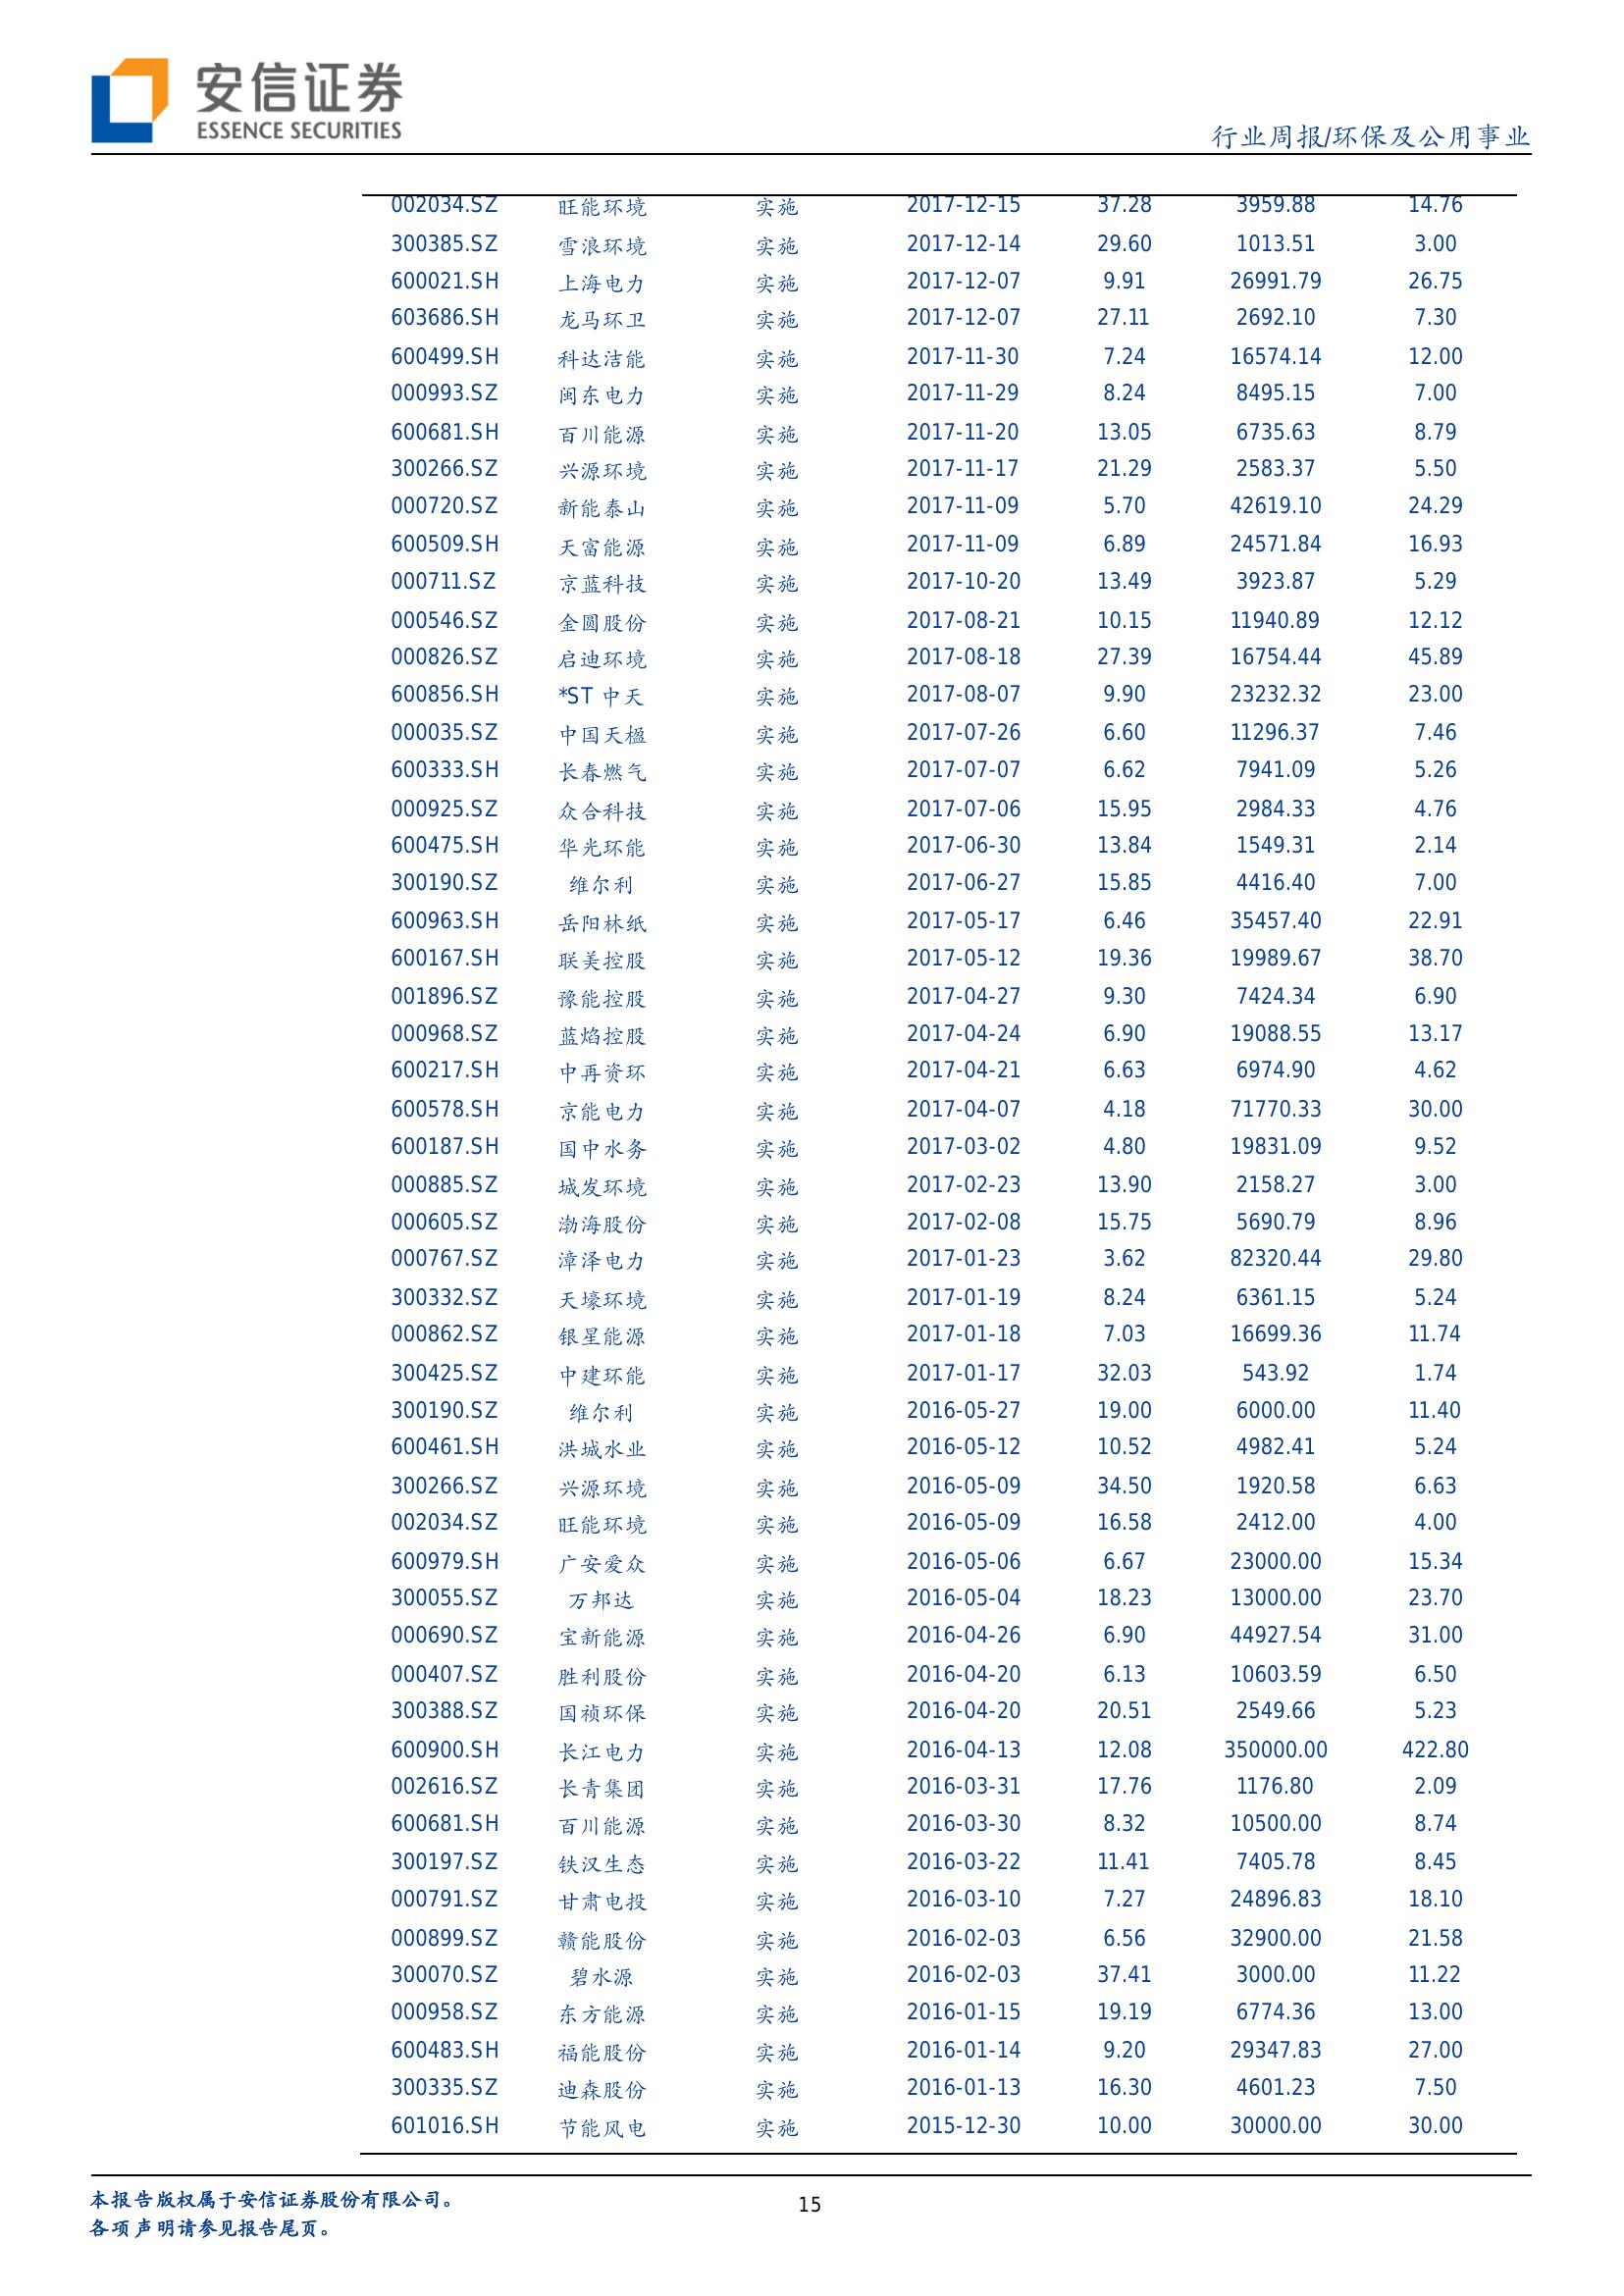 安信证券
ESSENCE SECURITIES
行业周报/环保及公用事业
002034.SZ 旺能环境 实施 2017-12-15 37.28 3959.88 14.76
300385.SZ 雪浪环境 实施 2017-12-14 29.60 1013.51 3.00
600021.SH 上海电力 实施 2017-12-07 9.91 26991.79 26.75
603686.SH 龙马环卫 实施 2017-12-07 27.11 2692.10 7.30
600499.SH 科达洁能 实施 2017-11-30 7.24 16574.14 12.00
000993.SZ 闽东电力 实施 2017-11-29 8.24 8495.15 7.00
600681.SH 百川能源 实施 2017-11-20 13.05 6735.63 8.79
300266.SZ 兴源环境 实施 2017-11-17 21.29 2583.37 5.50
000720.SZ 新能泰山 实施 2017-11-09 5.70 42619.10 24.29
600509.SH 天富能源 实施 2017-11-09 6.89 24571.84 16.93
000711.SZ 京蓝科技 实施 2017-10-20 13.49 3923.87 5.29
000546.SZ 金圆股份 实施 2017-08-21 10.15 11940.89 12.12
000826.SZ 启迪环境 实施 2017-08-18 27.39 16754.44 45.89
600856.SH *ST 中天 实施 2017-08-07 9.90 23232.32 23.00
000035.SZ 中国天楹 实施 2017-07-26 6.60 11296.37 7.46
600333.SH 长春燃气 实施 2017-07-07 6.62 7941.09 5.26
000925.SZ 众合科技 实施 2017-07-06 15.95 2984.33 4.76
600475.SH 华光环能 实施 2017-06-30 13.84 1549.31 2.14
300190.SZ 维尔利 实施 2017-06-27 15.85 4416.40 7.00
600963.SH 岳阳林纸 实施 2017-05-17 6.46 35457.40 22.91
600167.SH 联美控股 实施 2017-05-12 19.36 19989.67 38.70
001896.SZ 豫能控股 实施 2017-04-27 9.30 7424.34 6.90
000968.SZ 蓝焰控股 实施 2017-04-24 6.90 19088.55 13.17
600217.SH 中再资环 实施 2017-04-21 6.63 6974.90 4.62
600578.SH 京能电力 实施 2017-04-07 4.18 71770.33 30.00
600187.SH 国中水务 实施 2017-03-02 4.80 19831.09 9.52
000885.SZ 城发环境 实施 2017-02-23 13.90 2158.27 3.00
000605.SZ 渤海股份 实施 2017-02-08 15.75 5690.79 8.96
000767.SZ 漳泽电力 实施 2017-01-23 3.62 82320.44 29.80
300332.SZ 天壕环境 实施 2017-01-19 8.24 6361.15 5.24
000862.SZ 银星能源 实施 2017-01-18 7.03 16699.36 11.74
300425.SZ 中建环能 实施 2017-01-17 32.03 543.92 1.74
300190.SZ 维尔利 实施 2016-05-27 19.00 6000.00 11.40
600461.SH 洪城水业 实施 2016-05-12 10.52 4982.41 5.24
300266.SZ 兴源环境 实施 2016-05-09 34.50 1920.58 6.63
002034.SZ 旺能环境 实施 2016-05-09 16.58 2412.00 4.00
600979.SH 广安爱众 实施 2016-05-06 6.67 23000.00 15.34
300055.SZ 万邦达 实施 2016-05-04 18.23 13000.00 23.70
000690.SZ 宝新能源 实施 2016-04-26 6.90 44927.54 31.00
000407.SZ 胜利股份 实施 2016-04-20 6.13 10603.59 6.50
300388.SZ 国祯环保 实施 2016-04-20 20.51 2549.66 5.23
600900.SH 长江电力 实施 2016-04-13 12.08 350000.00 422.80
002616.SZ 长青集团 实施 2016-03-31 17.76 1176.80 2.09
600681.SH 百川能源 实施 2016-03-30 8.32 10500.00 8.74
300197.SZ 铁汉生态 实施 2016-03-22 11.41 7405.78 8.45
000791.SZ 甘肃电投 实施 2016-03-10 7.27 24896.83 18.10
000899.SZ 赣能股份 实施 2016-02-03 6.56 32900.00 21.58
300070.SZ 碧水源 实施 2016-02-03 37.41 3000.00 11.22
000958.SZ 东方能源 实施 2016-01-15 19.19 6774.36 13.00
600483.SH 福能股份 实施 2016-01-14 9.20 29347.83 27.00
300335.SZ 迪森股份 实施 2016-01-13 16.30 4601.23 7.50
601016.SH 节能风电 实施 2015-12-30 10.00 30000.00 30.00
本报告版权属于安信证券股份有限公司。
各项声明请参见报告尾页。
15